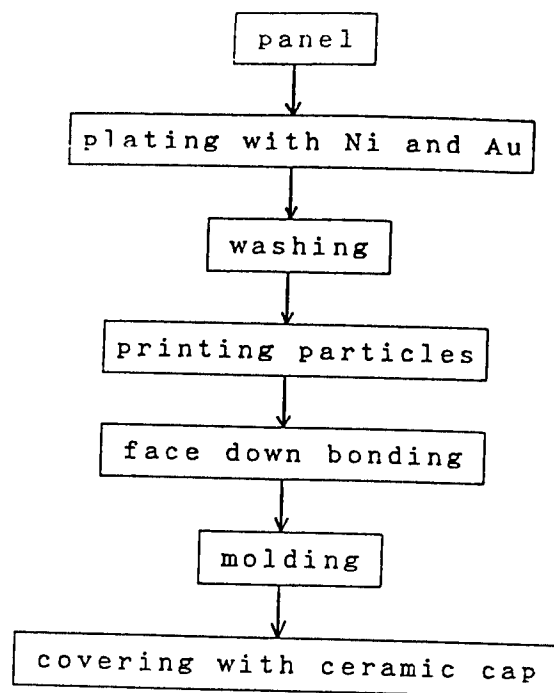 panel
plating with Ni and Au
washing
printing particles
face down bonding
molding
covering with ceramic cap